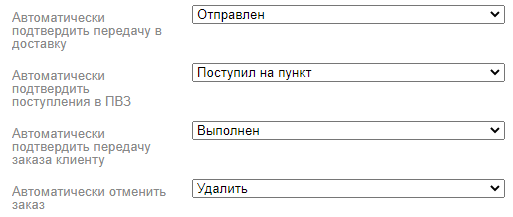 Автоматически
подтвердить передачу в
доставку
Отправлен
Автоматически
подтвердить
поступления в ПВЗ
Поступил на пункт
Автоматически
подтвердить передачу
заказа клиенту
Выполнен
Автоматически отменить
заказ
Удалить